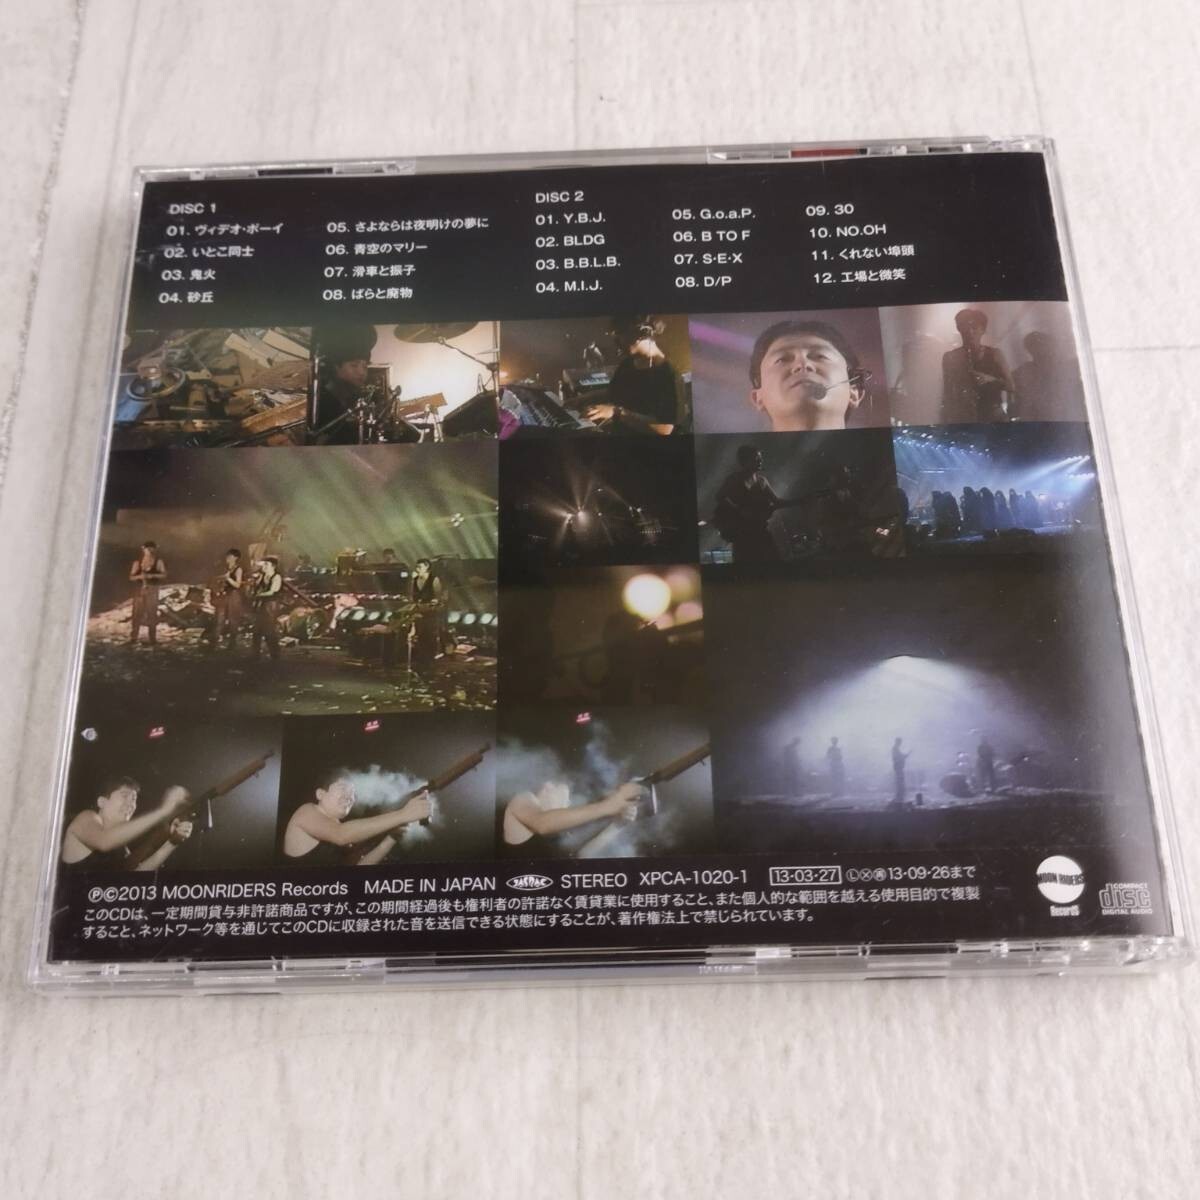 DISC 1
01. ヴィデオ・ボーイ
02. いとこ同士
03. 鬼火
04. 砂丘
05. さよならは夜明けの夢に
06. 青空のマリー
07. 滑車と振子
08. ばらと廃物
DISC 2
01. Y.B.J.
02. BLDG
03. B.B.L.B.
04. M.I.J.
05. G.o.a.P.
06. B TO F
07. S・E・X
08. D/P
09. 30
10. NO.OH
11. くれない埠頭
12. 工場と微笑
Ⓟ©2013 MOONRIDERS Records MADE IN JAPAN JASRAC STEREO XPCA-1020-1 13·03·27 Ⓛ Ⓧ 13·09·26まで
このCDは、一定期間貸与非許諾商品ですが、この期間経過後も権利者の許諾なく賃貸業に使用すること、また個人的な範囲を越える使用目的で複製
すること、ネットワーク等を通じてこのCDに収録された音を送信できる状態にすることが、著作権法上で禁じられています。
MOON RIDERS
Records
COMPACT
disc
DIGITAL AUDIO